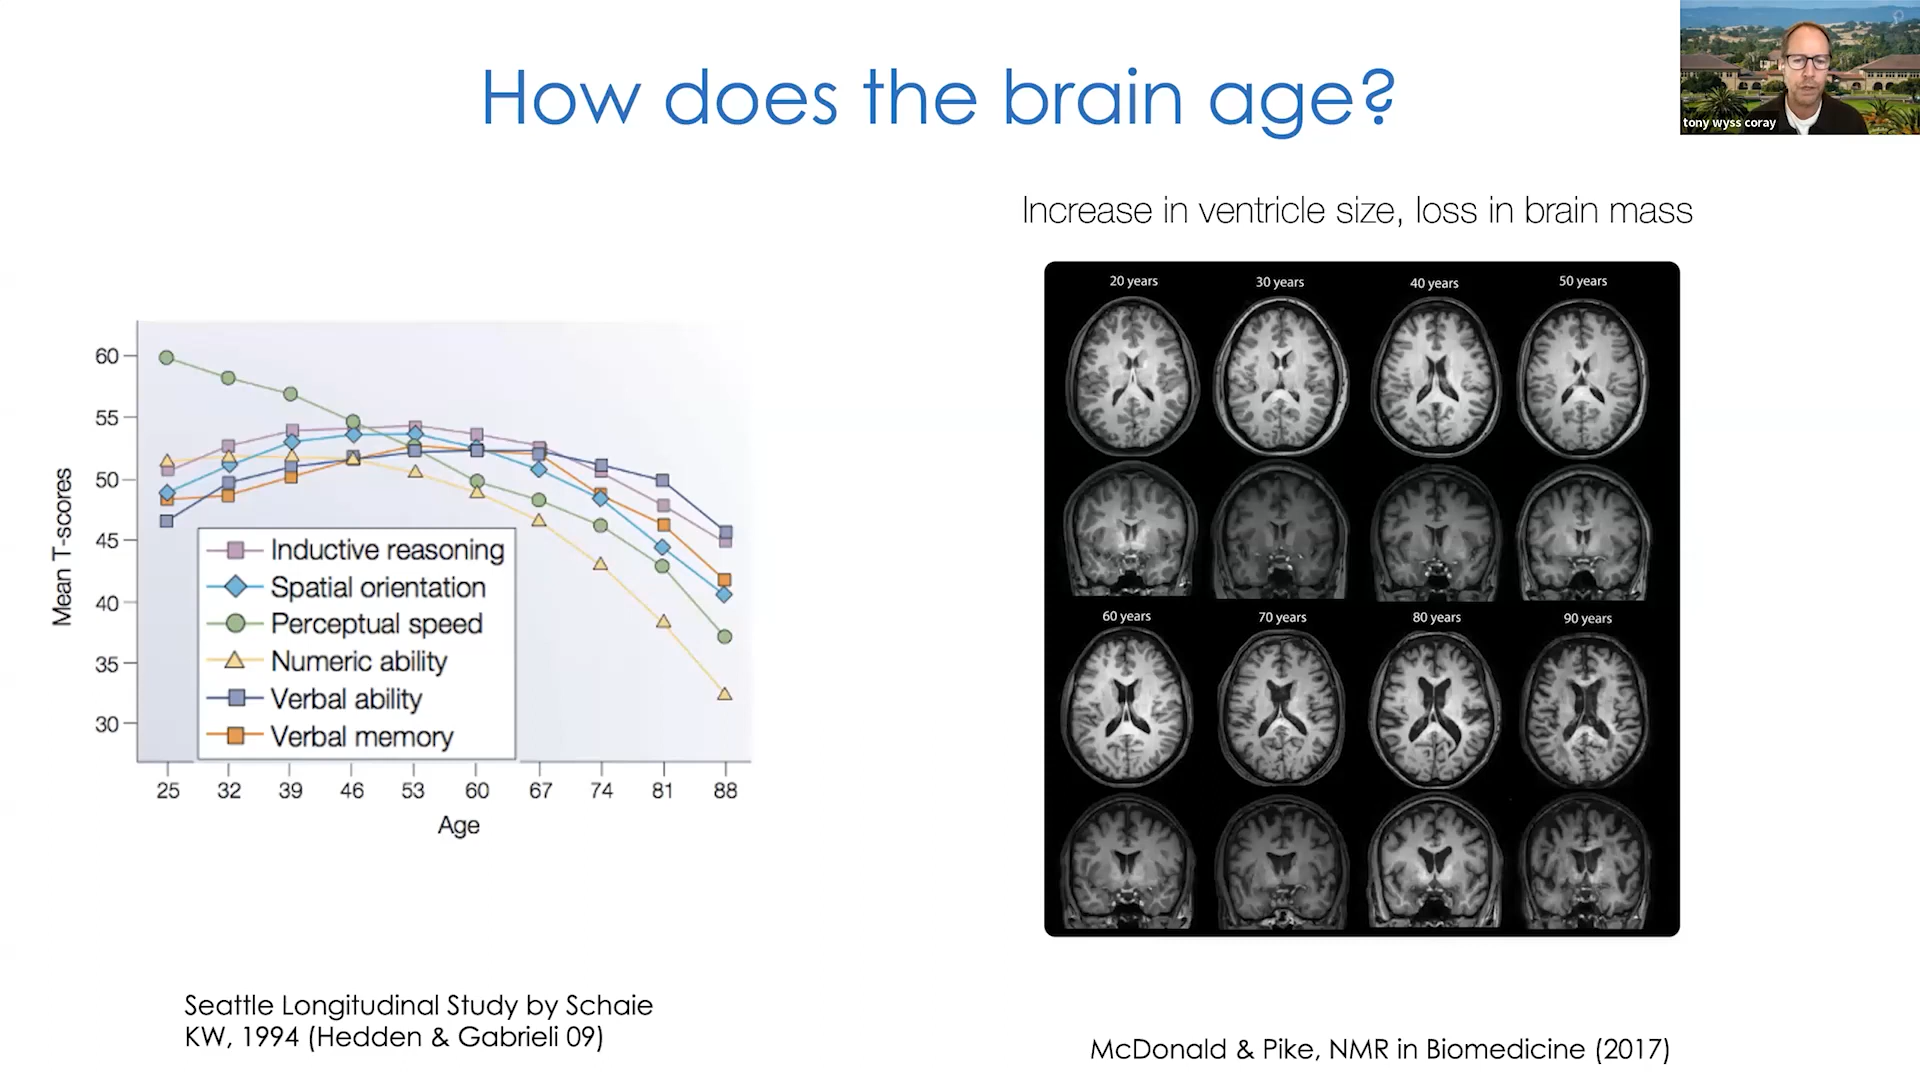 How does the brain age?
tony wyss coray
Increase in ventricle size, loss in brain mass
Mean T-scores
60
55
50
45
40
35
30
Inductive reasoning
Spatial orientation
Perceptual speed
Numeric ability
Verbal ability
Verbal memory
25 32 39 46 53 60 67 74 81 88
Age
20 years 30 years 40 years 50 years
60 years 70 years 80 years 90 years
Seattle Longitudinal Study by Schaie
KW, 1994 (Hedden & Gabrieli 09)
McDonald & Pike, NMR in Biomedicine (2017)